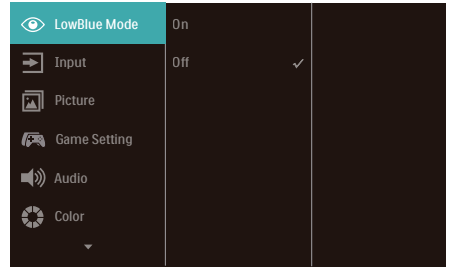 LowBlue Mode
On
Input
Off
Picture
Game Setting
Audio
Color